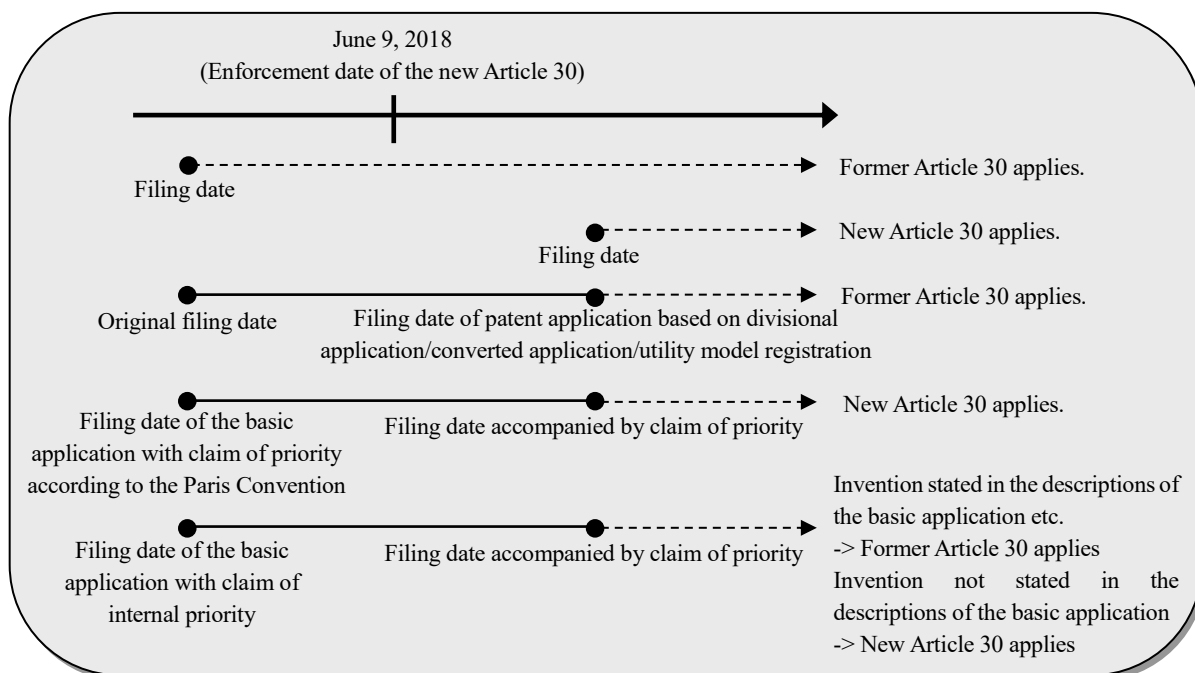 June 9, 2018
(Enforcement date of the new Article 30)
Filing date
Former Article 30 applies.
Filing date
New Article 30 applies.
Original filing date
Filing date of patent application based on divisional
application/converted application/utility model registration
Former Article 30 applies.
Filing date of the basic
application with claim of priority
according to the Paris Convention
Filing date accompanied by claim of priority
New Article 30 applies.
Filing date of the basic
application with claim of
internal priority
Filing date accompanied by claim of priority
Invention stated in the descriptions of
the basic application etc.
-> Former Article 30 applies
Invention not stated in the
descriptions of the basic application
-> New Article 30 applies